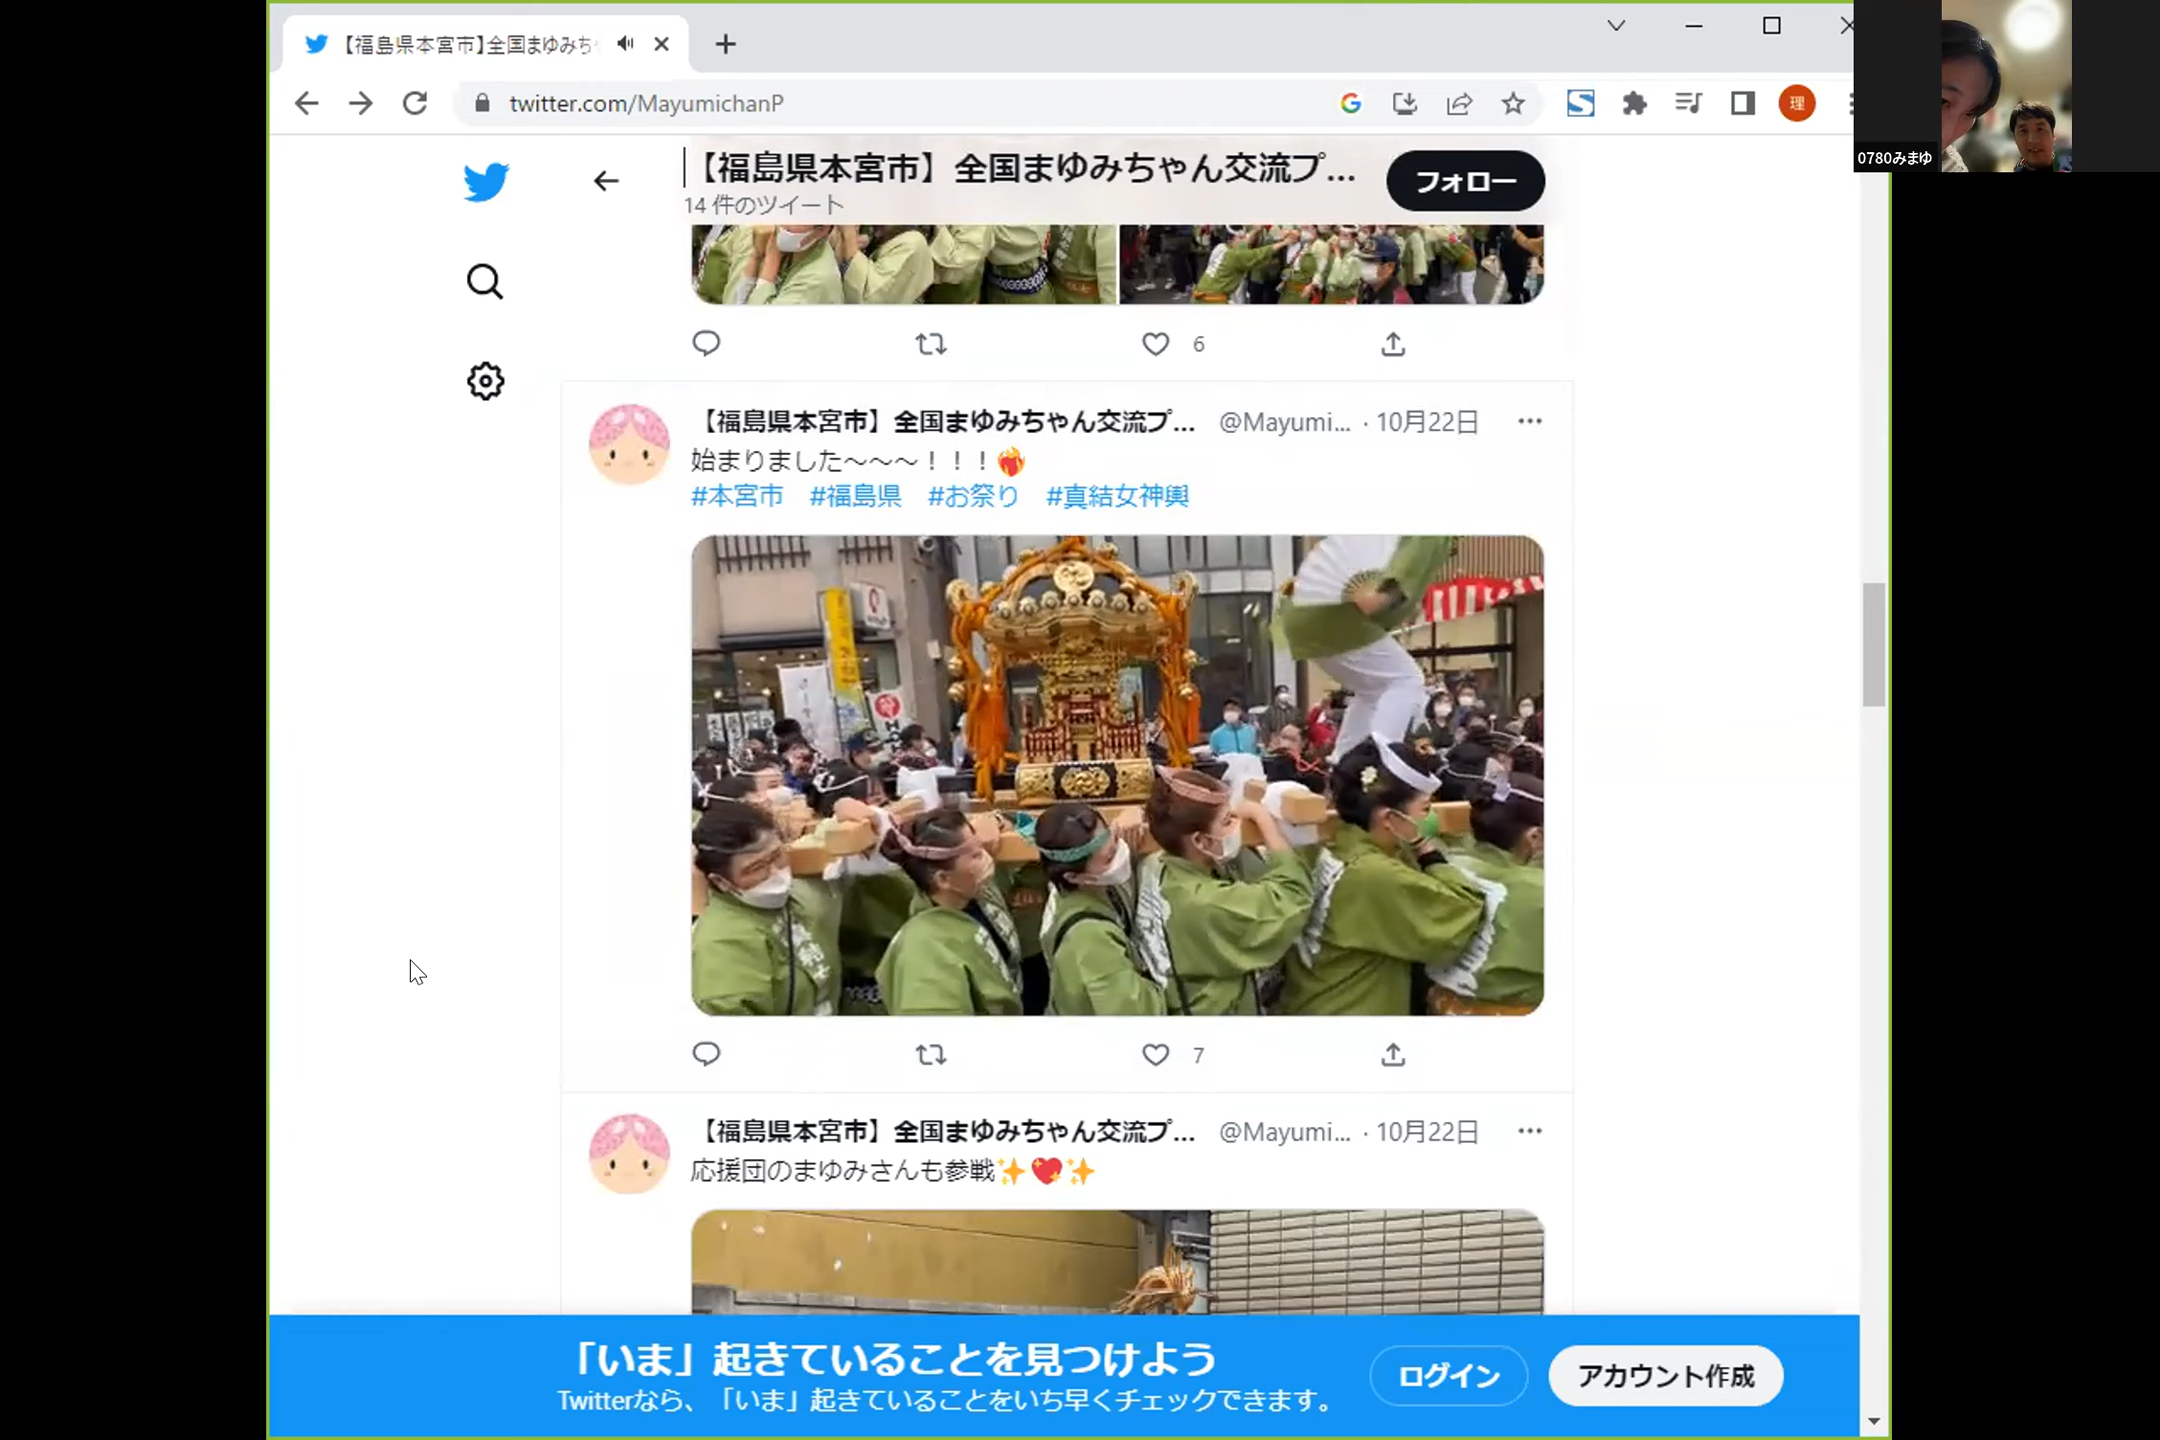 【福島県本宮市】全国まゆみち
twitter.com/MayumichanP
理
0780みまゆ
【福島県本宮市】全国まゆみちゃん交流プ...
フォロー
14 件のツイート
6
【福島県本宮市】全国まゆみちゃん交流プ... @Mayumi... · 10月22日
始まりました〜〜〜！！！❤️‍🔥
#本宮市 #福島県 #お祭り #真結女神輿
7
【福島県本宮市】全国まゆみちゃん交流プ... @Mayumi... · 10月22日
応援団のまゆみさんも参戦✨💖✨
「いま」起きていることを見つけよう
Twitterなら、「いま」起きていることをいち早くチェックできます。
ログイン
アカウント作成